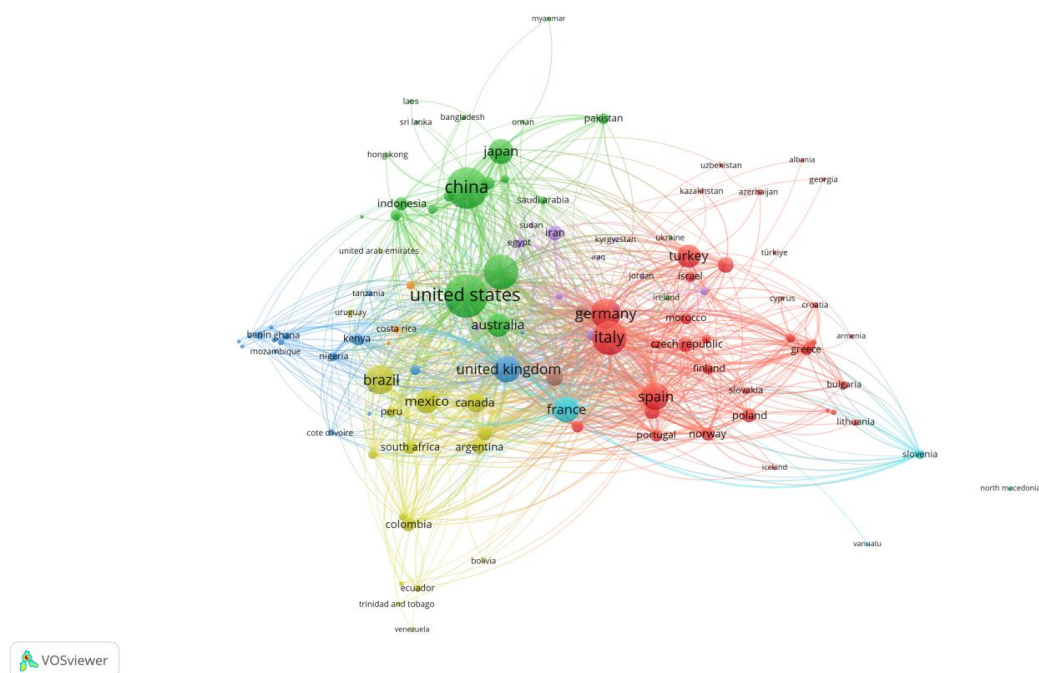 myanmar
laos
sri lanka
bangladesh
oman
pakistan
hong kong
japan
uzbekistan
albania
georgia
china
kazakhstan
azerbaijan
indonesia
saudi arabia
sudan
iran
egypt
kyrgyzstan
ukraine
united arab emirates
iraq
turkey
türkiye
jordan
israel
tanzania
united states
ireland
cyprus
croatia
uruguay
germany
morocco
australia
costa rica
benin
ghana
kenya
italy
czech republic
armenia
greece
mozambique
nigeria
united kingdom
finland
brazil
bulgaria
slovakia
spain
mexico
canada
peru
france
poland
lithuania
cote d'ivoire
portugal
norway
south africa
argentina
slovenia
iceland
north macedonia
colombia
vanuatu
bolivia
ecuador
trinidad and tobago
venezuela
VOSviewer